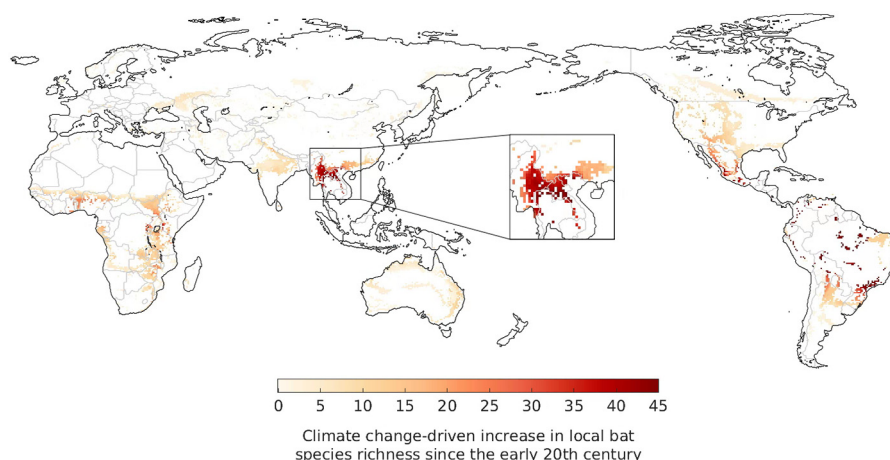 0 5 10 15 20 25 30 35 40 45
Climate change-driven increase in local bat
species richness since the early 20th century